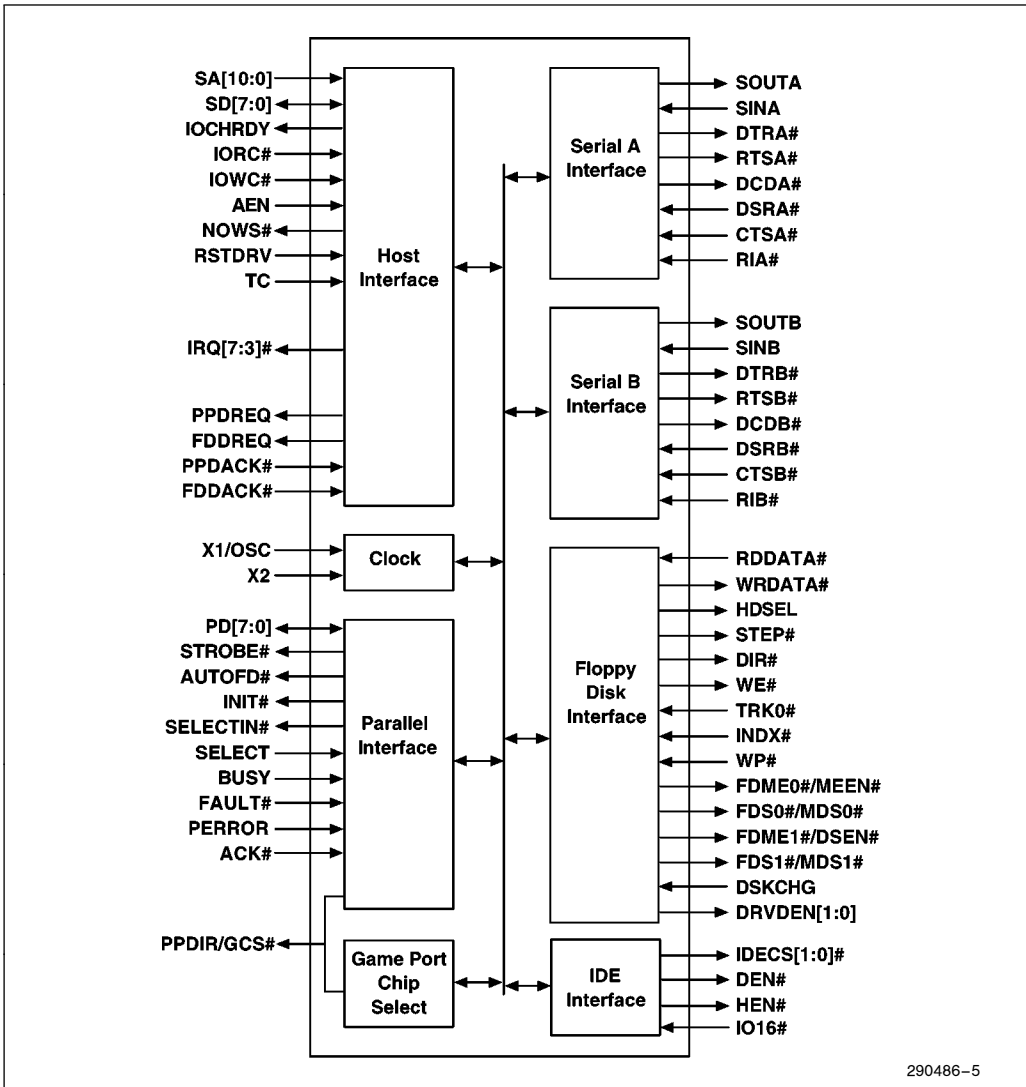 SA[10:0]
SD[7:0]
IOCHRDY
IORC#
IOWC#
AEN
NOWS#
RSTDRV
TC
IRQ[7:3]#
PPDREQ
FDDREQ
PPDACK#
FDDACK#
Host
Interface
X1/OSC
X2
Clock
PD[7:0]
STROBE#
AUTOFD#
INIT#
SELECTIN#
SELECT
BUSY
FAULT#
PERROR
ACK#
Parallel
Interface
PPDIR/GCS#
Game Port
Chip
Select
Serial A
Interface
SOUTA
SINA
DTRA#
RTSA#
DCDA#
DSRA#
CTSA#
RIA#
Serial B
Interface
SOUTB
SINB
DTRB#
RTSB#
DCDB#
DSRB#
CTSB#
RIB#
Floppy
Disk
Interface
RDDATA#
WRDATA#
HDSEL
STEP#
DIR#
WE#
TRK0#
INDX#
WP#
FDME0#/MEEN#
FDS0#/MDS0#
FDME1#/DSEN#
FDS1#/MDS1#
DSKCHG
DRVDEN[1:0]
IDE
Interface
IDECS[1:0]#
DEN#
HEN#
IO16#
290486–5